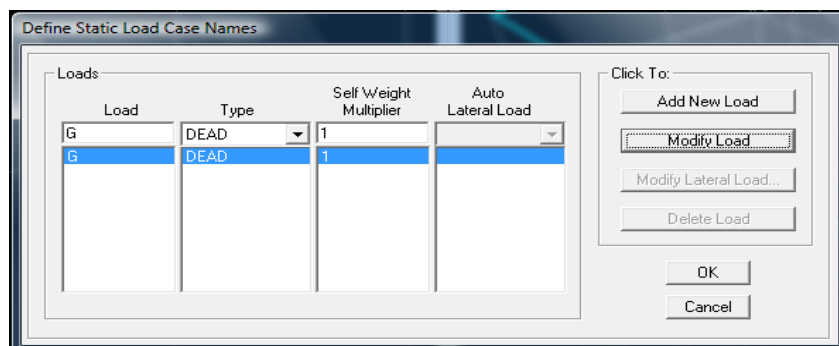 Define Static Load Case Names
Loads
Click To:
Load
Type
Self Weight
Multiplier
Auto
Lateral Load
G
DEAD
1
G
DEAD
1
Add New Load
Modify Load
Modify Lateral Load...
Delete Load
OK
Cancel